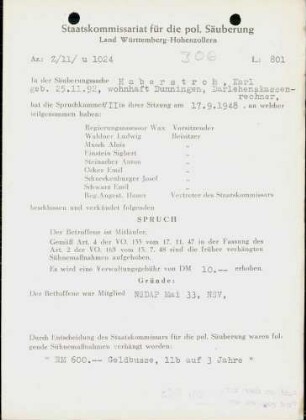 Staatskommissariat für die pol. Säuberung
Land Württemberg-Hohenzollern
Az: Z/11/ u 1024
306
L: 801
In der Säuberungssache Haberstroh, Karl
geb. 25.11.92, wohnhaft Dunningen, Darlehenskassen-
rechner,
hat die Spruchkammer VII in ihrer Sitzung am 17.9.1948. an welcher
teilgenommen haben:
Regierungsassessor Wax Vorsitzender
Waldner Ludwig Beisitzer
Munk Alois "
Einstein Sigbert "
Steinacher Anton "
Osker Emil "
Schneckenburger Josef "
Schwarz Emil "
Reg.Angest. Hoser Vertreter des Staatskommissars
beschlossen und verkündet folgenden
SPRUCH
Der Betroffene ist Mitläufer.
Gemäß Art. 4 der VO. 133 vom 17. 11. 47 in der Fassung des
Art. 2 der VO. 165 vom 13. 7. 48 sind die früher verhängten
Sühnemaßnahmen aufgehoben.
Es wird eine Verwaltungsgebühr von DM 10.-- erhoben.
Gründe:
Der Betroffene war Mitglied NSDAP Mai 33, NSV,
Durch Entscheidung des Staatskommissars für die pol. Säuberung waren fol-
gende Sühnemaßnahmen verhängt worden:
" RM 600.-- Geldbusse, 11b auf 3 Jahre "